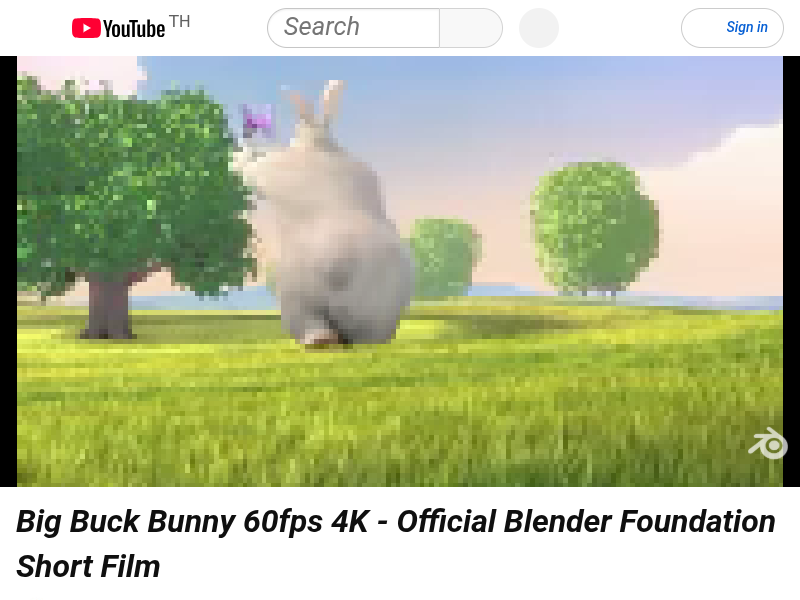 YouTube TH
Search
Sign in
Big Buck Bunny 60fps 4K - Official Blender Foundation
Short Film